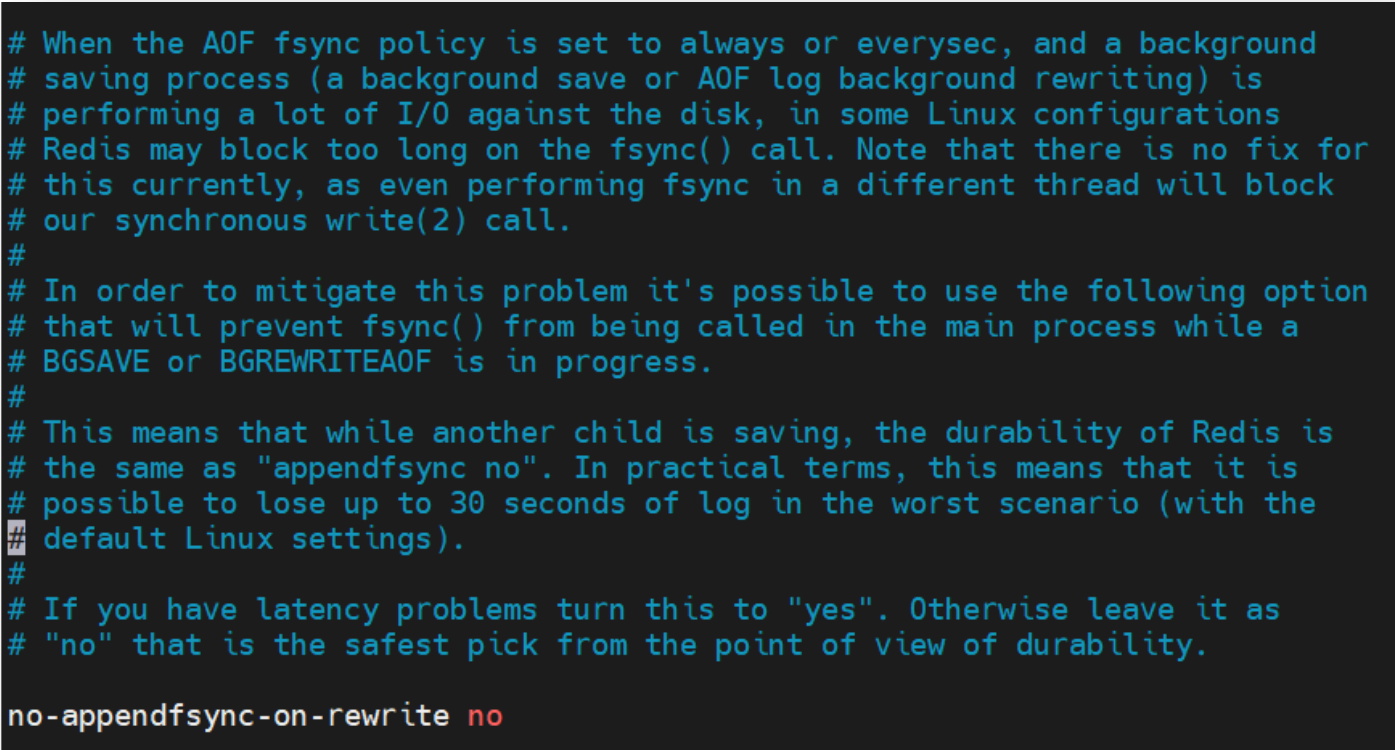 # When the AOF fsync policy is set to always or everysec, and a background
# saving process (a background save or AOF log background rewriting) is
# performing a lot of I/O against the disk, in some Linux configurations
# Redis may block too long on the fsync() call. Note that there is no fix for
# this currently, as even performing fsync in a different thread will block
# our synchronous write(2) call.
#
# In order to mitigate this problem it's possible to use the following option
# that will prevent fsync() from being called in the main process while a
# BGSAVE or BGREWRITEAOF is in progress.
#
# This means that while another child is saving, the durability of Redis is
# the same as "appendfsync no". In practical terms, this means that it is
# possible to lose up to 30 seconds of log in the worst scenario (with the
# default Linux settings).
#
# If you have latency problems turn this to "yes". Otherwise leave it as
# "no" that is the safest pick from the point of view of durability.
no-appendfsync-on-rewrite no